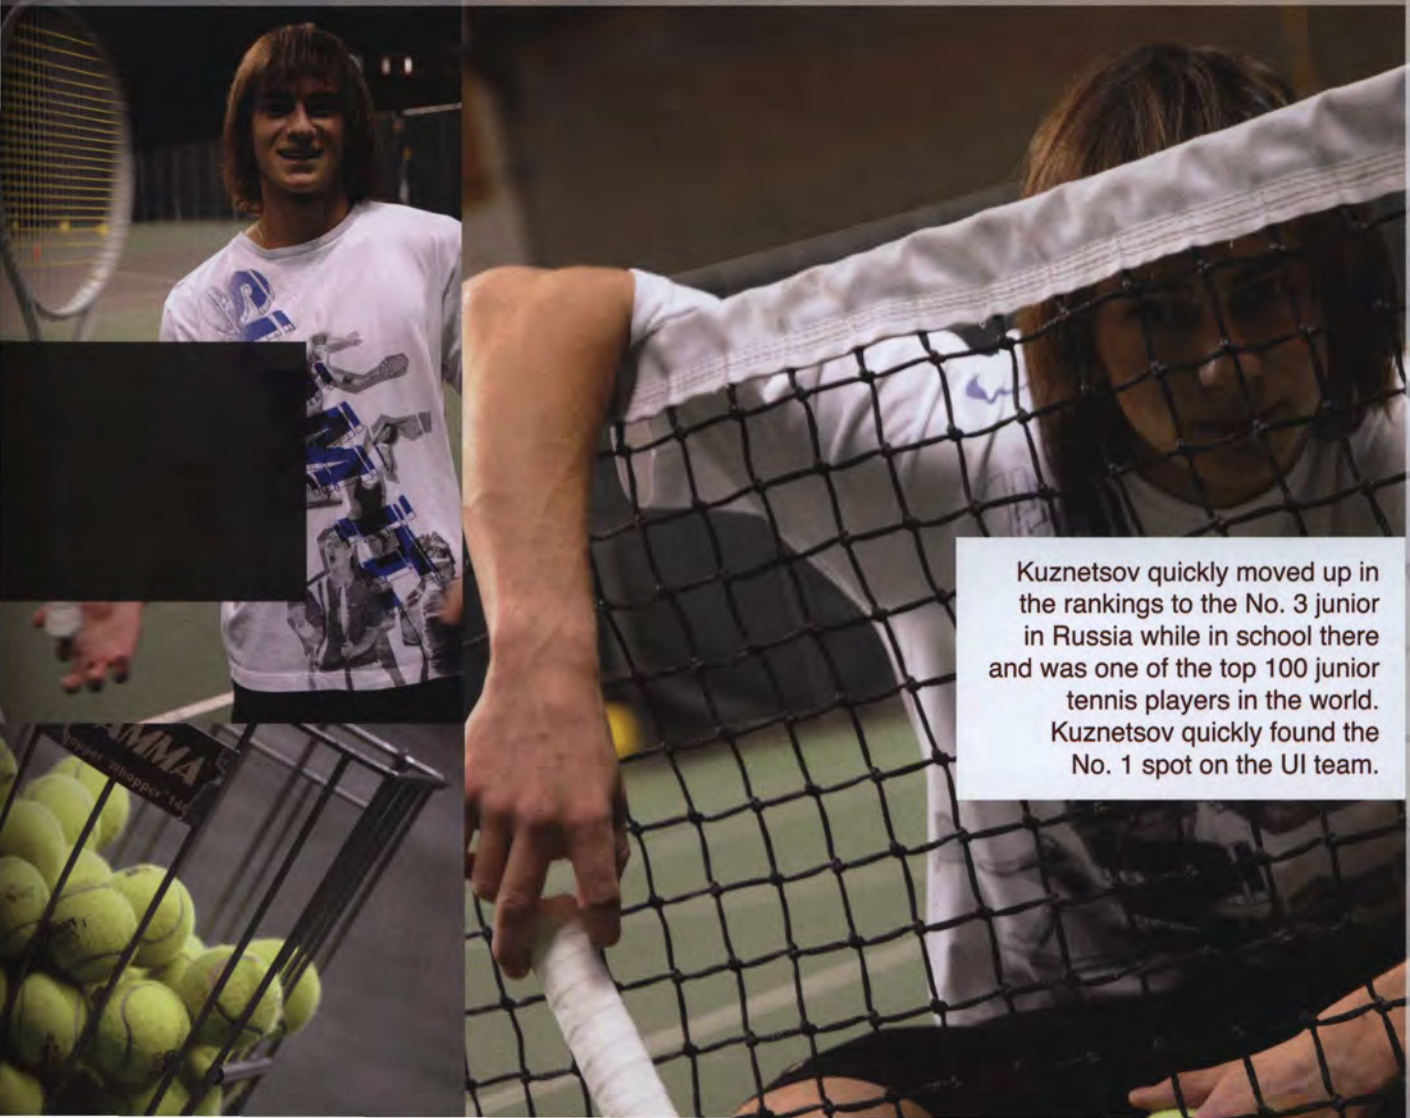 Kuznetsov quickly moved up in
the rankings to the No. 3 junior
in Russia while in school there
and was one of the top 100 junior
tennis players in the world.
Kuznetsov quickly found the
No. 1 spot on the UI team.
AMMA